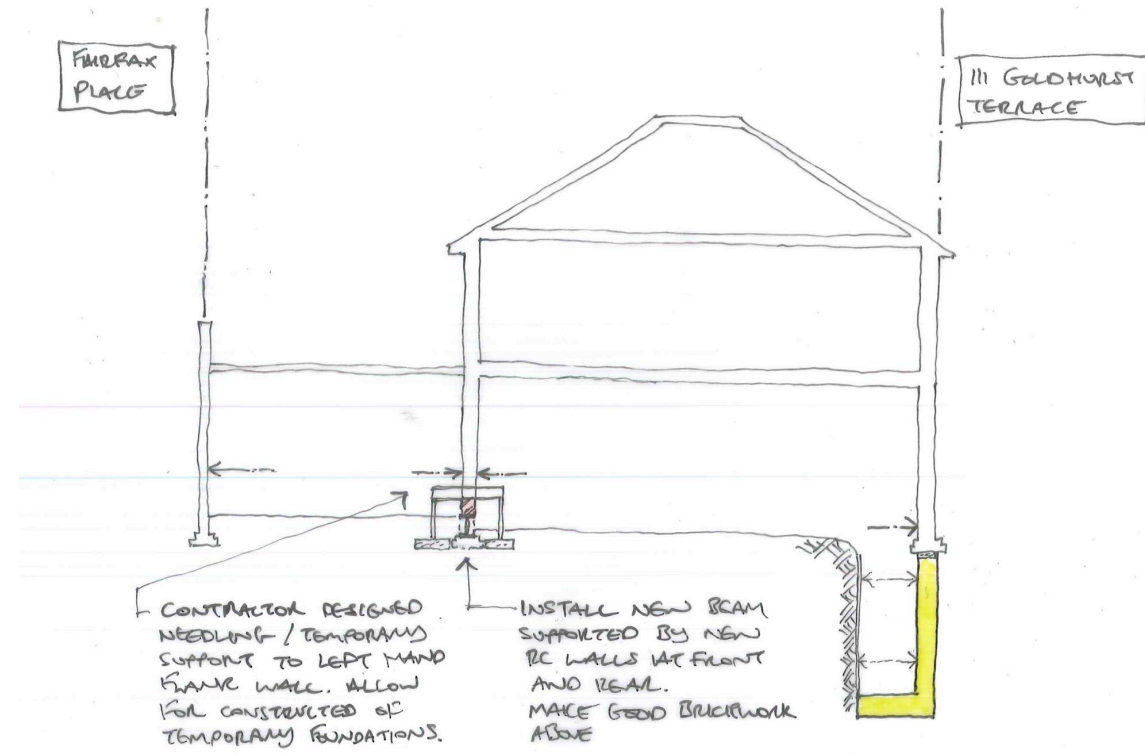 FAIRFAX
PLACE
111 GOLDHURST
TERRACE
CONTRACTOR DESIGNED
NEEDLING / TEMPORARY
SUPPORT TO LEFT HAND
FLANK WALL. ALLOW
FOR CONSTRUCTED OF
TEMPORARY FOUNDATIONS.
INSTALL NEW BEAM
SUPPORTED BY NEW
RC WALLS AT FRONT
AND REAR.
MAKE GOOD BRICKWORK
ABOVE